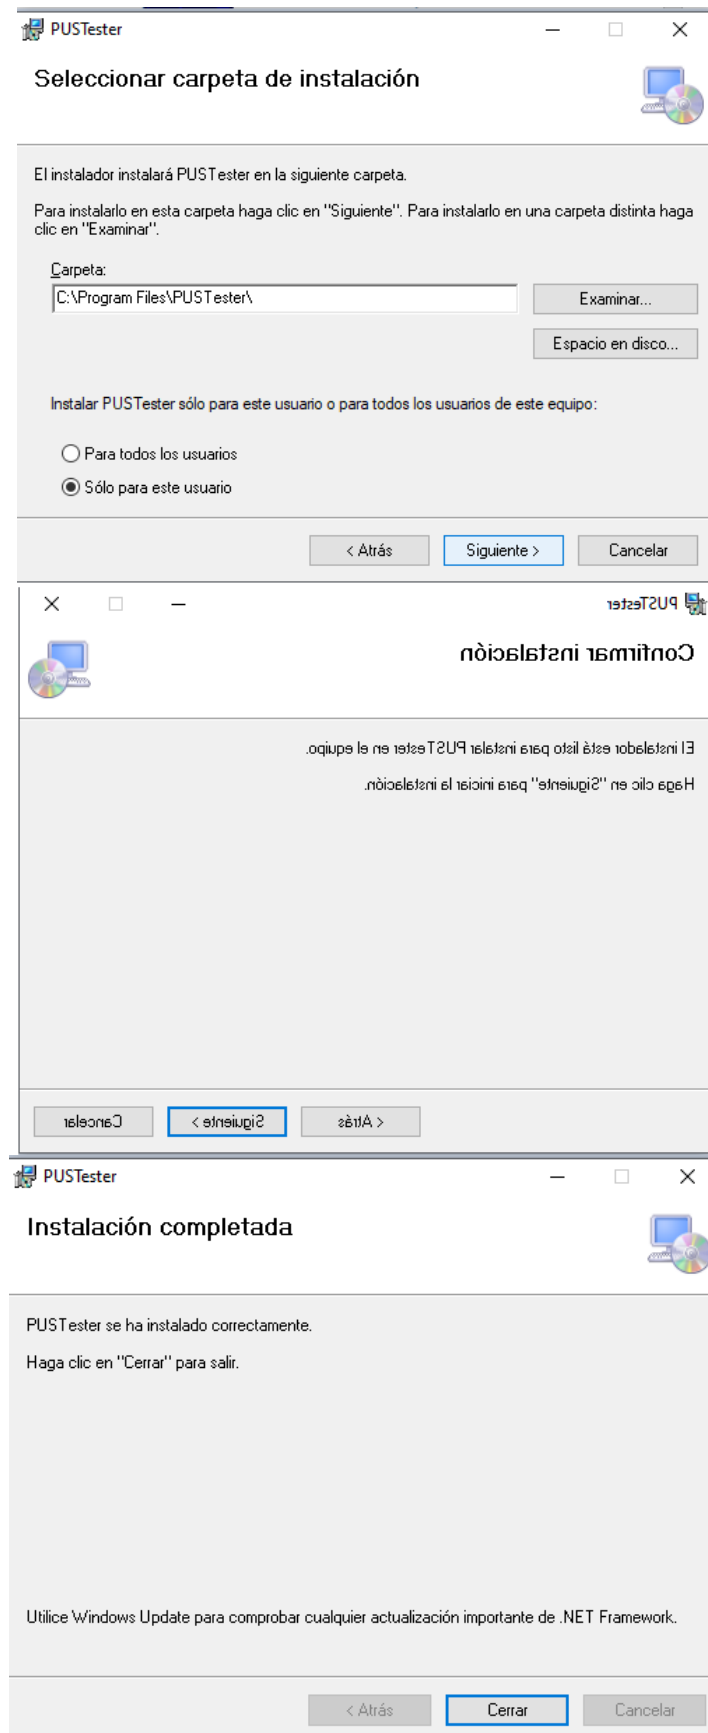 PUSTester
Seleccionar carpeta de instalación
El instalador instalará PUSTester en la siguiente carpeta.
Para instalarlo en esta carpeta haga clic en "Siguiente". Para instalarlo en una carpeta distinta haga
clic en "Examinar".
Carpeta:
C:\Program Files\PUSTester\
Examinar...
Espacio en disco...
Instalar PUSTester sólo para este usuario o para todos los usuarios de este equipo:
Para todos los usuarios
Sólo para este usuario
< Atrás Siguiente > Cancelar
PUSTester
Confirmar instalación
El instalador está listo para instalar PUSTester en el equipo.
Haga clic en "Siguiente" para iniciar la instalación.
< Atrás Siguiente > Cancelar
PUSTester
Instalación completada
PUSTester se ha instalado correctamente.
Haga clic en "Cerrar" para salir.
Utilice Windows Update para comprobar cualquier actualización importante de .NET Framework.
< Atrás Cerrar Cancelar